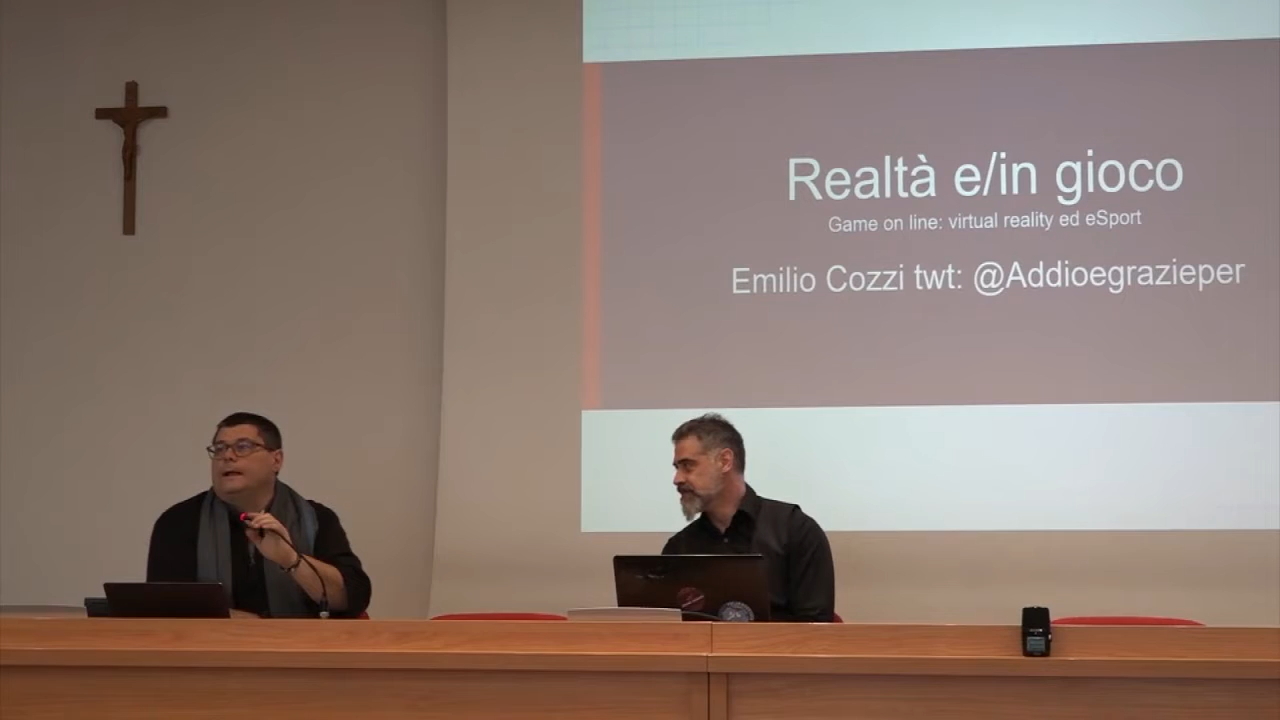 Realtà e/in gioco
Game on line: virtual reality ed eSport
Emilio Cozzi twt: @Addioegrazieper